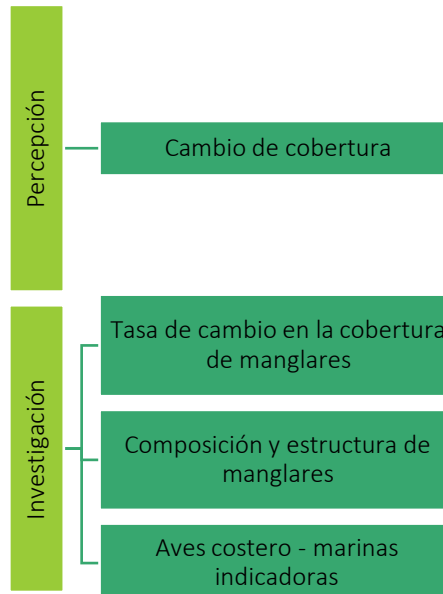 Percepción
Cambio de cobertura
Investigación
Tasa de cambio en la cobertura
de manglares
Composición y estructura de
manglares
Aves costero - marinas
indicadoras